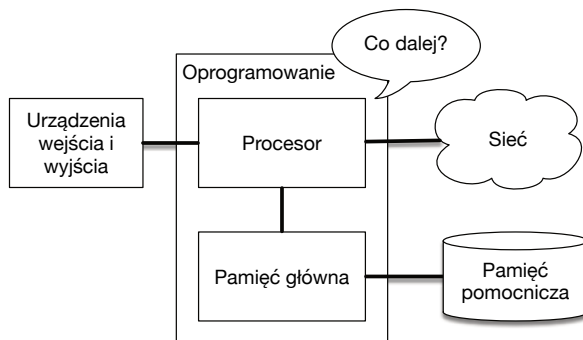 Co dalej?
Oprogramowanie
Urządzenia
wejścia i
wyjścia
Procesor
Sieć
Pamięć główna
Pamięć
pomocnicza